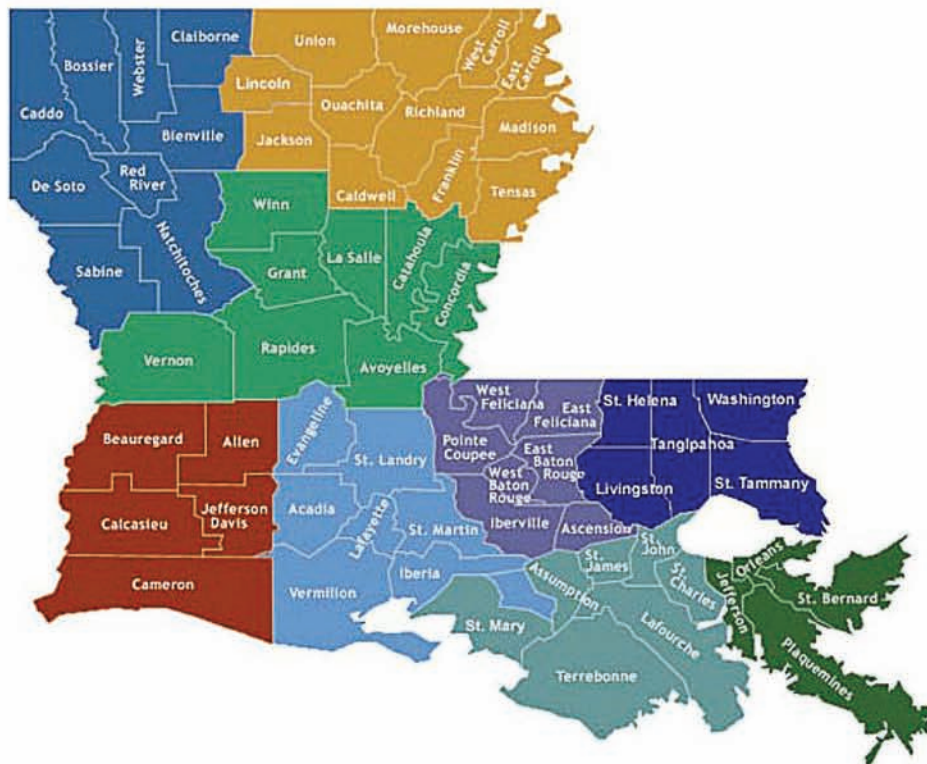 Claiborne
Union
Morehouse
West
Carroll
East
Carroll
Bossier
Webster
Lincoln
Caddo
Ouachita
Richland
Bienville
Jackson
Madison
De Soto
Red
River
Caldwell
Franklin
Tensas
Winn
Natchitoches
La Salle
Catahoula
Sabine
Grant
Concordia
Vernon
Rapides
Avoyelles
West
Feliciana
East
Feliciana
St. Helena
Washington
Beauregard
Allen
Evangeline
St. Landry
Pointe
Coupee
East
Baton
Rouge
Tangipahoa
West
Baton
Rouge
Livingston
St. Tammany
Calcasieu
Jefferson
Davis
Acadia
Lafayette
St. Martin
Iberville
Ascension
St.
John
St.
James
Orleans
Cameron
Vermilion
Iberia
Assumption
St.
Charles
Jefferson
St. Bernard
St. Mary
Lafourche
Plaquemines
Terrebonne